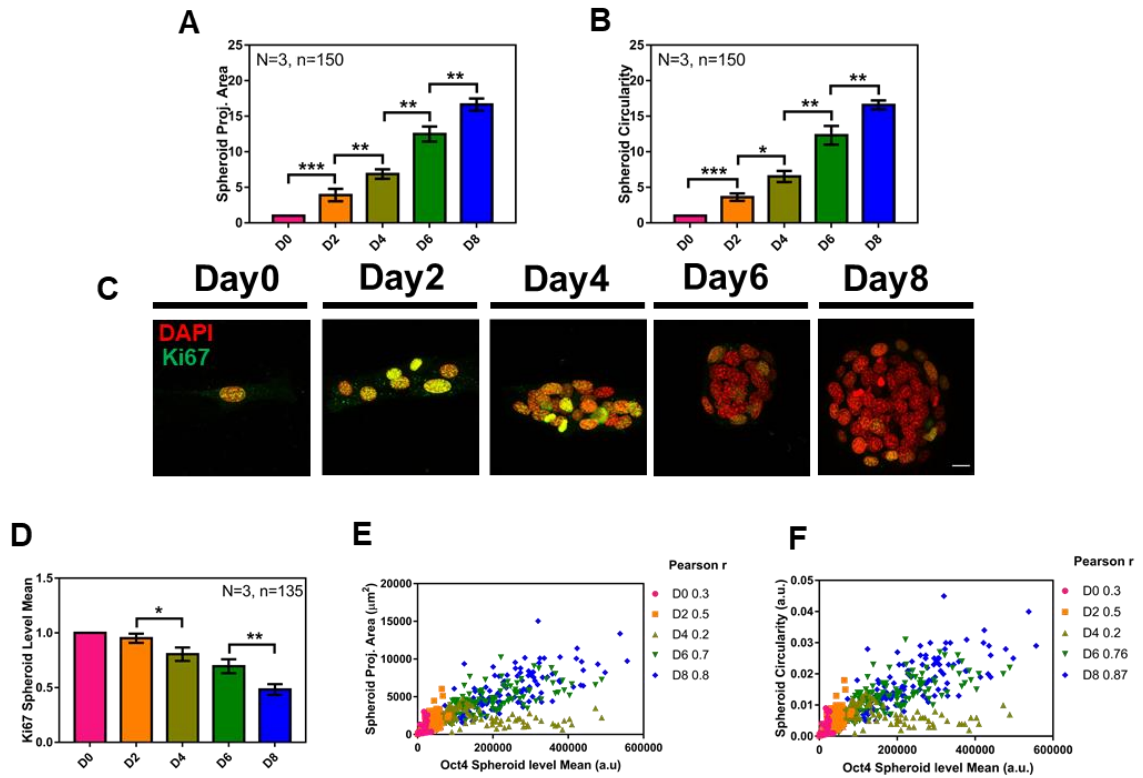 A
Spheroid Proj. Area
25
20
15
10
5
0
N=3, n=150
***
**
**
**
D0 D2 D4 D6 D8
B
Spheroid Circularity
25
20
15
10
5
0
N=3, n=150
***
*
**
**
D0 D2 D4 D6 D8
C
Day0 Day2 Day4 Day6 Day8
DAPI
Ki67
D
Ki67 Spheroid Level Mean
1.5
1.0
0.5
0.0
N=3, n=135
*
**
D0 D2 D4 D6 D8
E
Spheroid Proj. Area (μm²)
20000
15000
10000
5000
0
0 200000 400000 600000
Oct4 Spheroid level Mean (a.u)
Pearson r
D0 0.3
D2 0.5
D4 0.2
D6 0.7
D8 0.8
F
Spheroid Circularity (a.u.)
0.05
0.04
0.03
0.02
0.01
0.00
0 200000 400000 600000
Oct4 Spheroid level Mean (a.u.)
Pearson r
D0 0.3
D2 0.5
D4 0.2
D6 0.76
D8 0.87